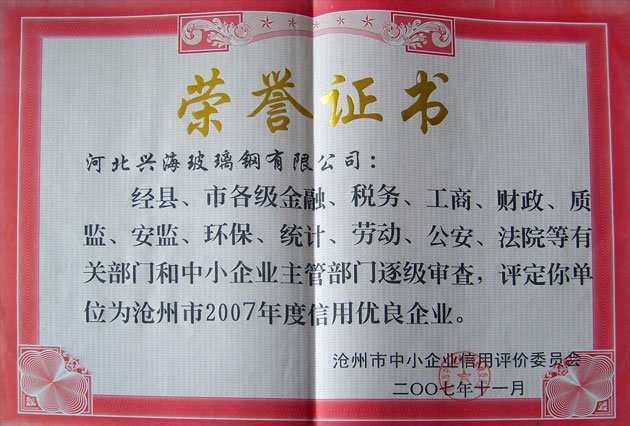 荣誉证书
河北兴海玻璃钢有限公司：
经县、市各级金融、税务、工商、财政、质
监、安监、环保、统计、劳动、公安、法院等有
关部门和中小企业主管部门逐级审查，评定你单
位为沧州市2007年度信用优良企业。
沧州市中小企业信用评价委员会
二〇〇七年十一月